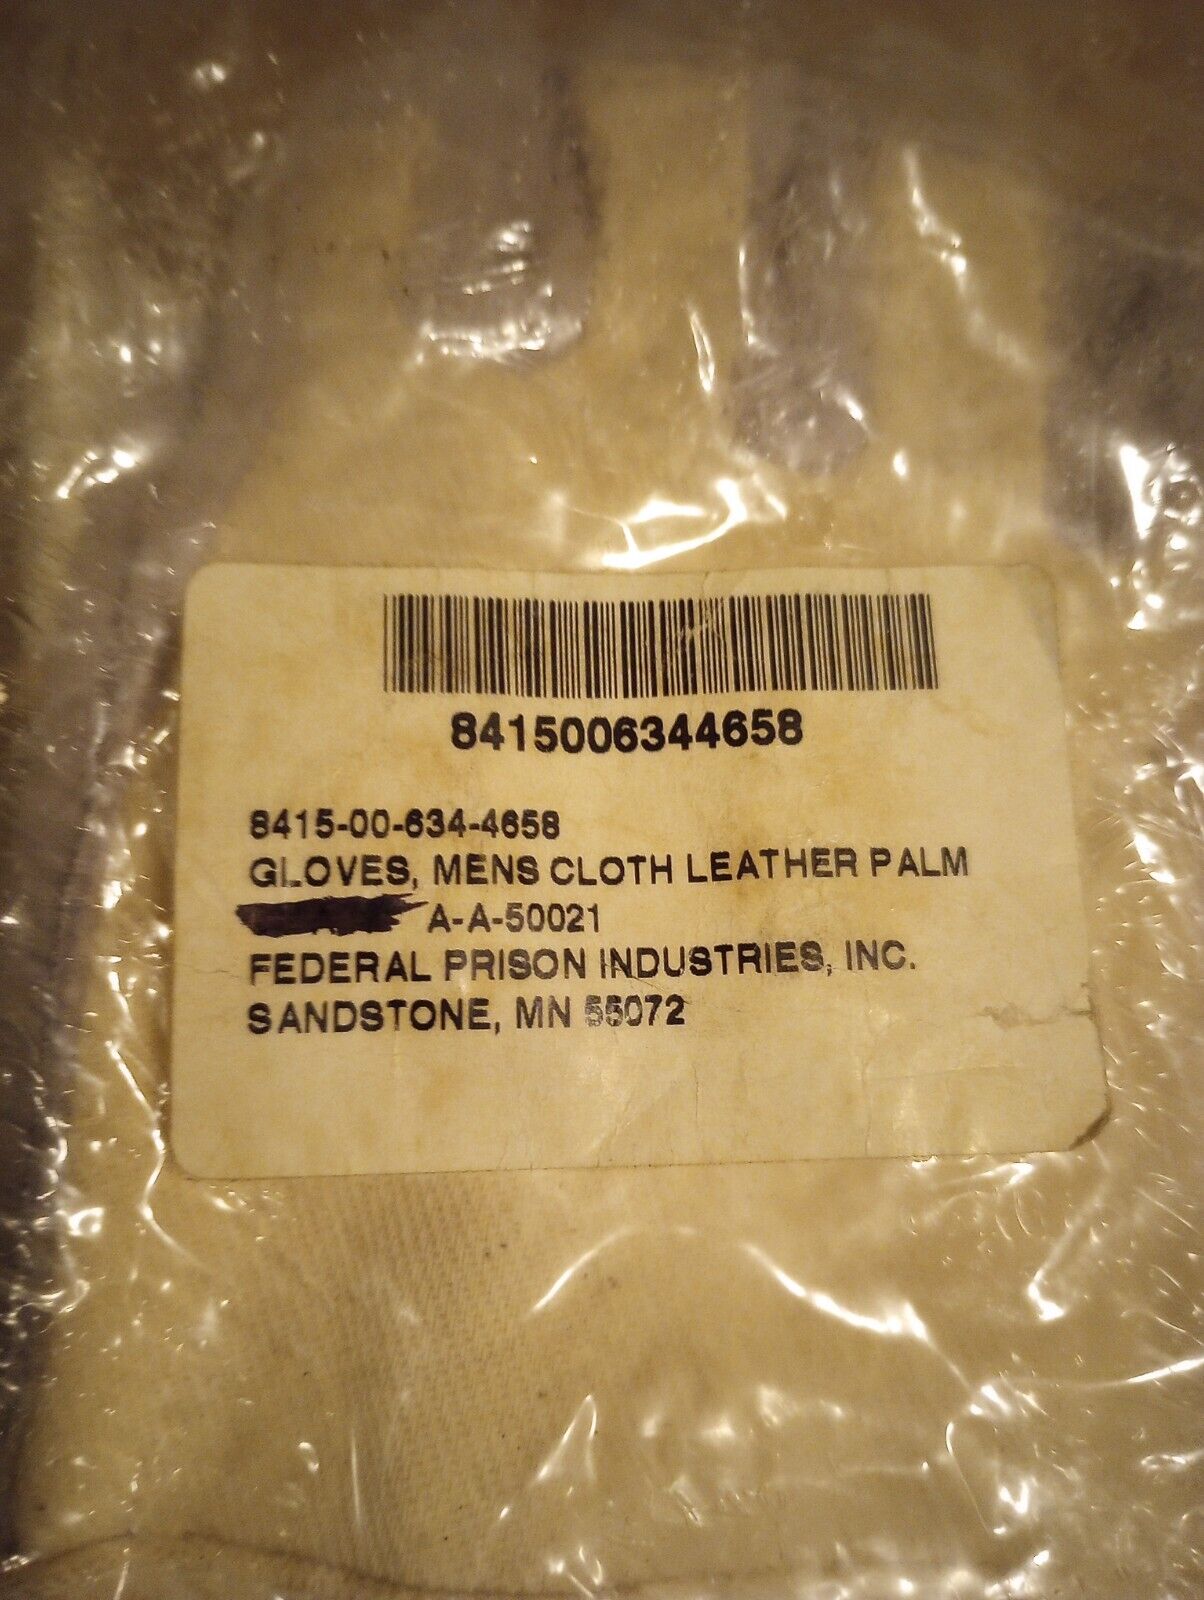 8415006344658
8415-00-634-4658
GLOVES, MENS CLOTH LEATHER PALM
A-A-50021
FEDERAL PRISON INDUSTRIES, INC.
SANDSTONE, MN 55072